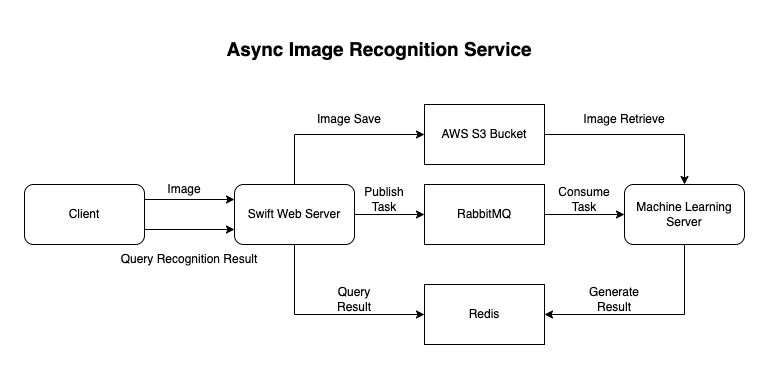 Async Image Recognition Service
Image Save
AWS S3 Bucket
Image Retrieve
Client
Image
Query Recognition Result
Swift Web Server
Publish
Task
RabbitMQ
Consume
Task
Machine Learning
Server
Query
Result
Redis
Generate
Result